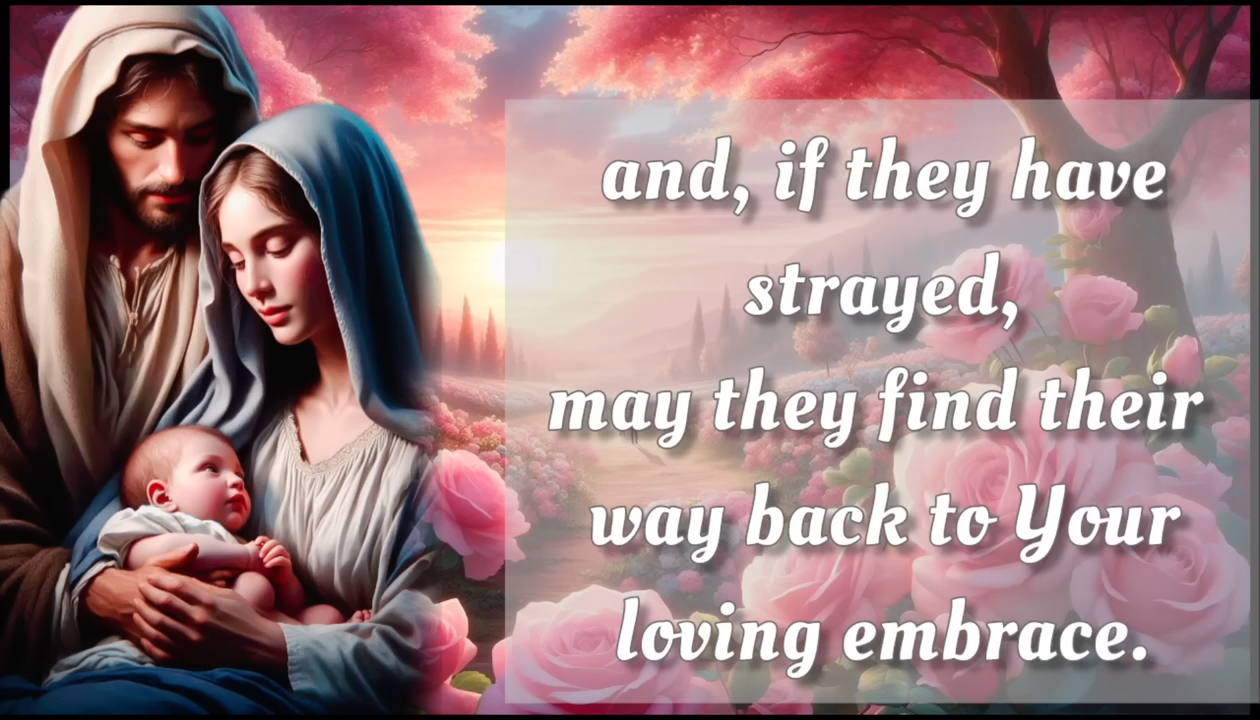 and, if they have
strayed,
may they find their
way back to Your
loving embrace.